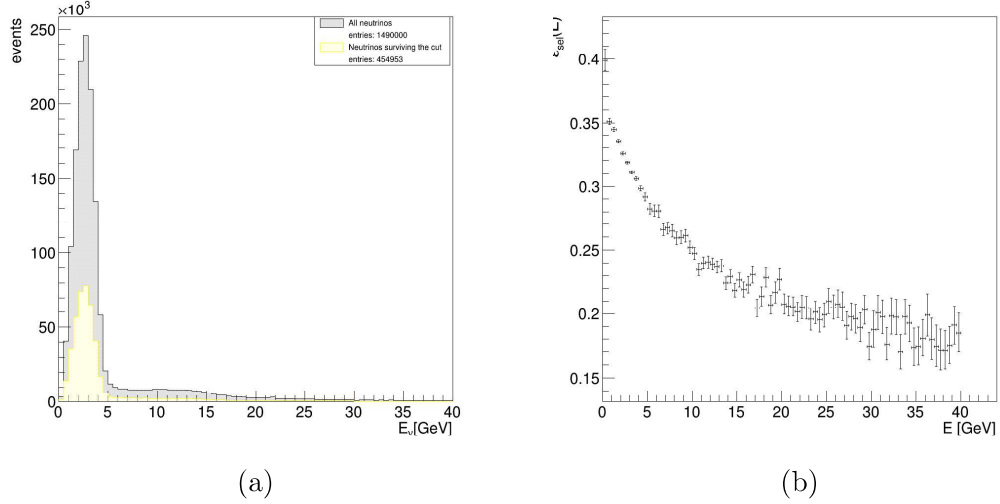 ×10³
events
250
200
150
100
50
0
0 5 10 15 20 25 30 35 40
Eν[GeV]
All neutrinos
entries: 1490000
Neutrinos surviving the cut
entries: 454953
(a)
0.4
0.35
0.3
0.25
0.2
0.15
0 5 10 15 20 25 30 35 40
E [GeV]
(b)